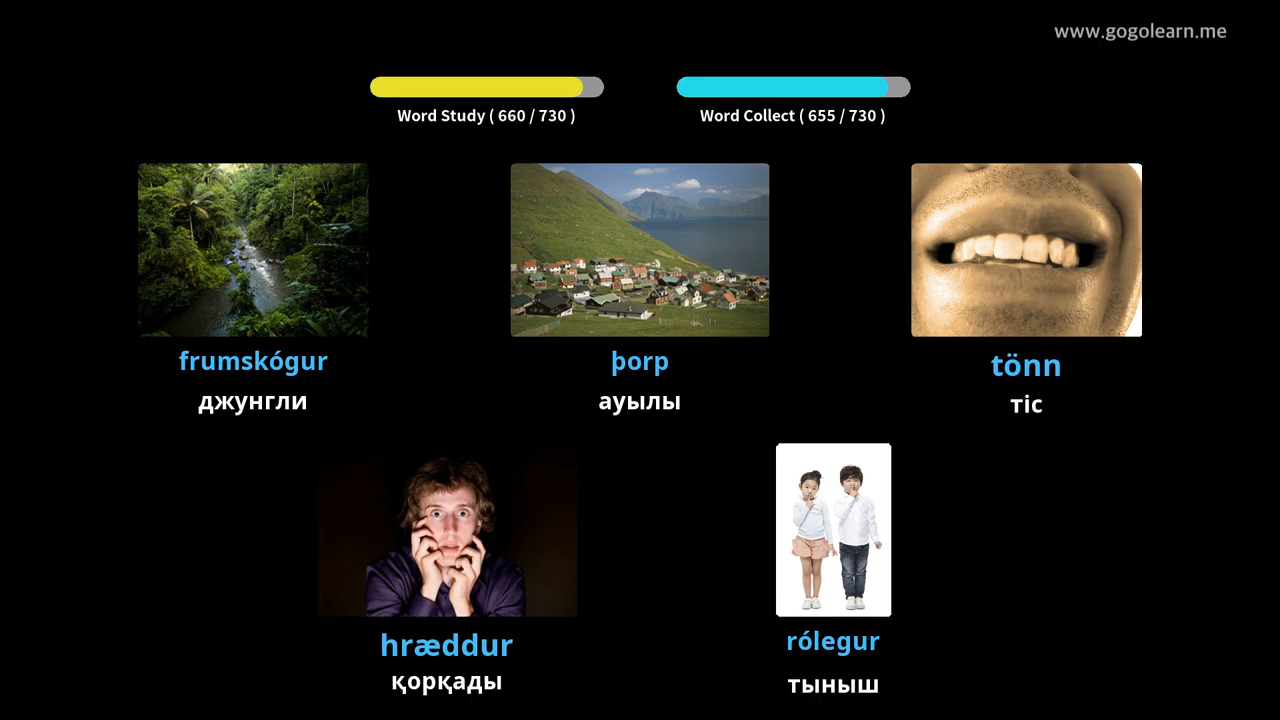 www.gogolearn.me
Word Study ( 660 / 730 )
Word Collect ( 655 / 730 )
frumskógur
þorp
tönn
джунгли
ауылы
тіс
hræddur
rólegur
қорқады
тыныш